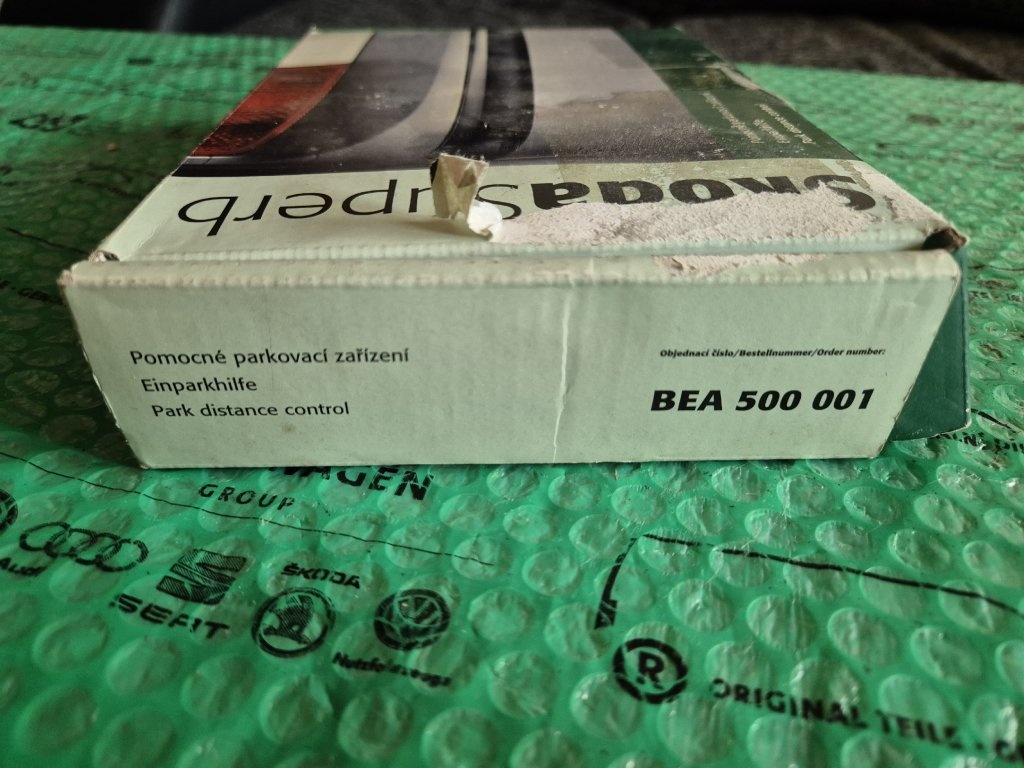 ŠkodaSuperb
Pomocné parkovací zařízení
Einparkhilfe
Park distance control
Objednací číslo/Bestellnummer/Order number:
BEA 500 001
GROUP
Audi
SEAT
ŠKODA
R
ORIGINAL TEILE